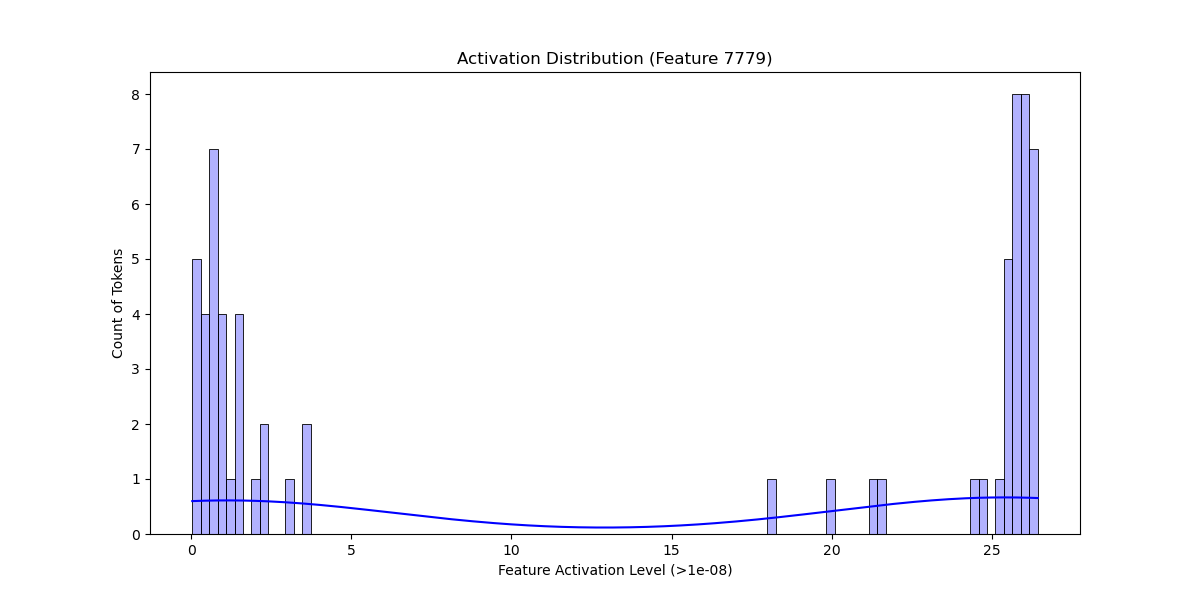 Activation Distribution (Feature 7779)
8
7
6
5
4
3
2
1
0
Count of Tokens
0 5 10 15 20 25
Feature Activation Level (>1e-08)